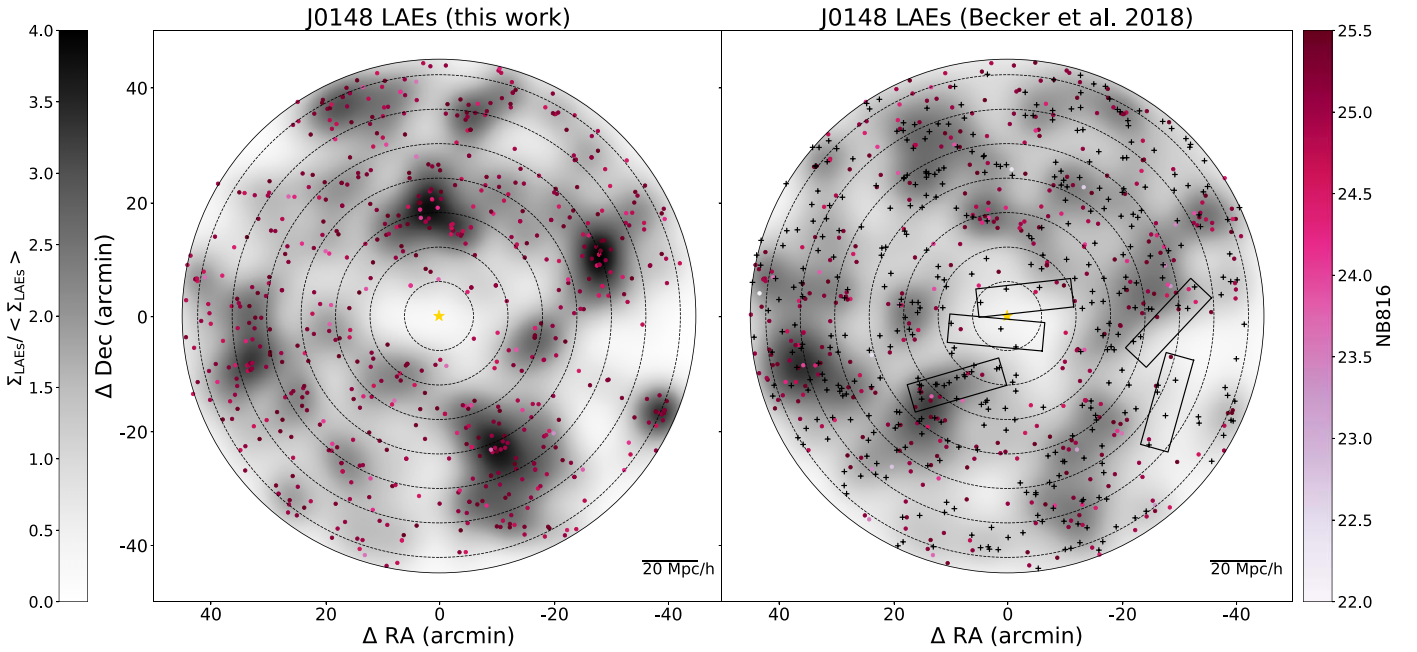 J0148 LAEs (this work)
J0148 LAEs (Becker et al. 2018)
Σ_LAEs/ < Σ_LAEs >
4.0
3.5
3.0
2.5
2.0
1.5
1.0
0.5
0.0
Δ Dec (arcmin)
40
20
0
-20
-40
20 Mpc/h
20 Mpc/h
40 20 0 -20 -40
40 20 0 -20 -40
Δ RA (arcmin)
Δ RA (arcmin)
25.5
25.0
24.5
24.0
23.5
23.0
22.5
22.0
NB816